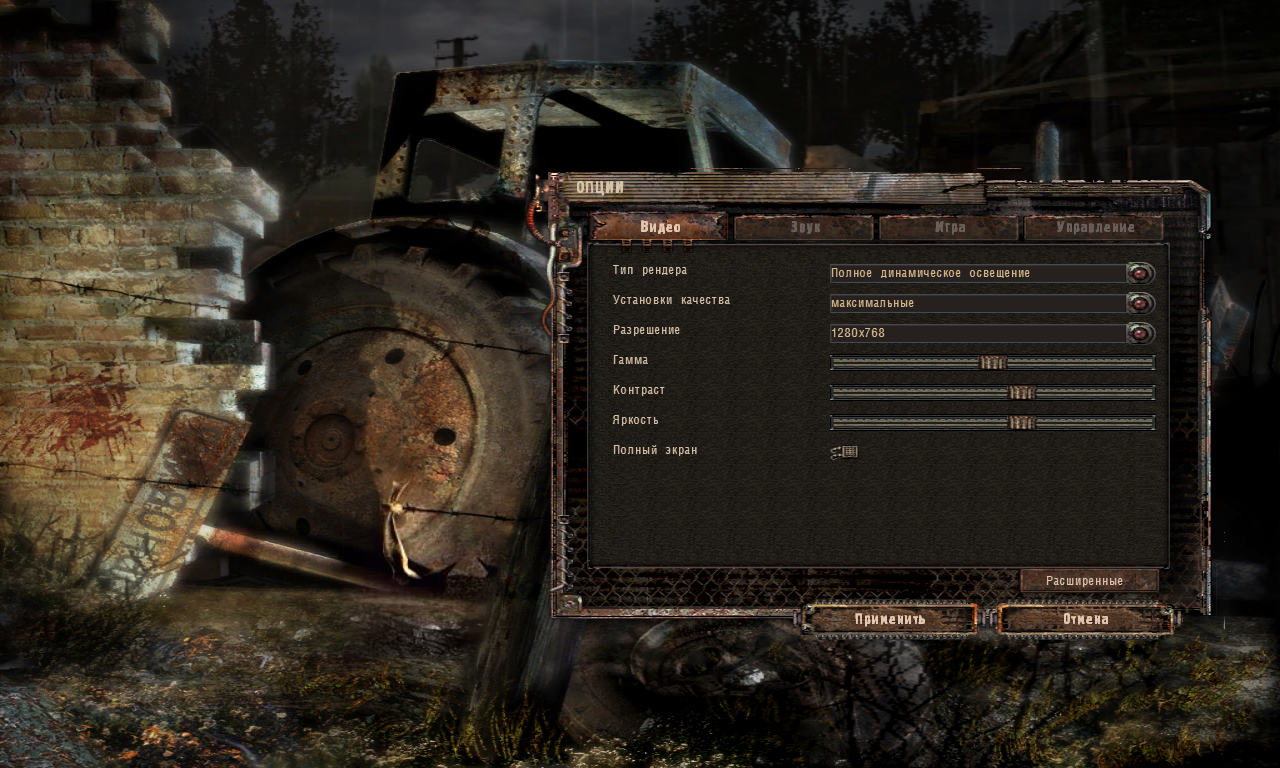 ОПЦИИ
Видео Звук Игра Управление
Тип рендера Полное динамическое освещение
Установки качества максимальные
Разрешение 1280x768
Гамма
Контраст
Яркость
Полный экран
Расширенные
Применить Отмена